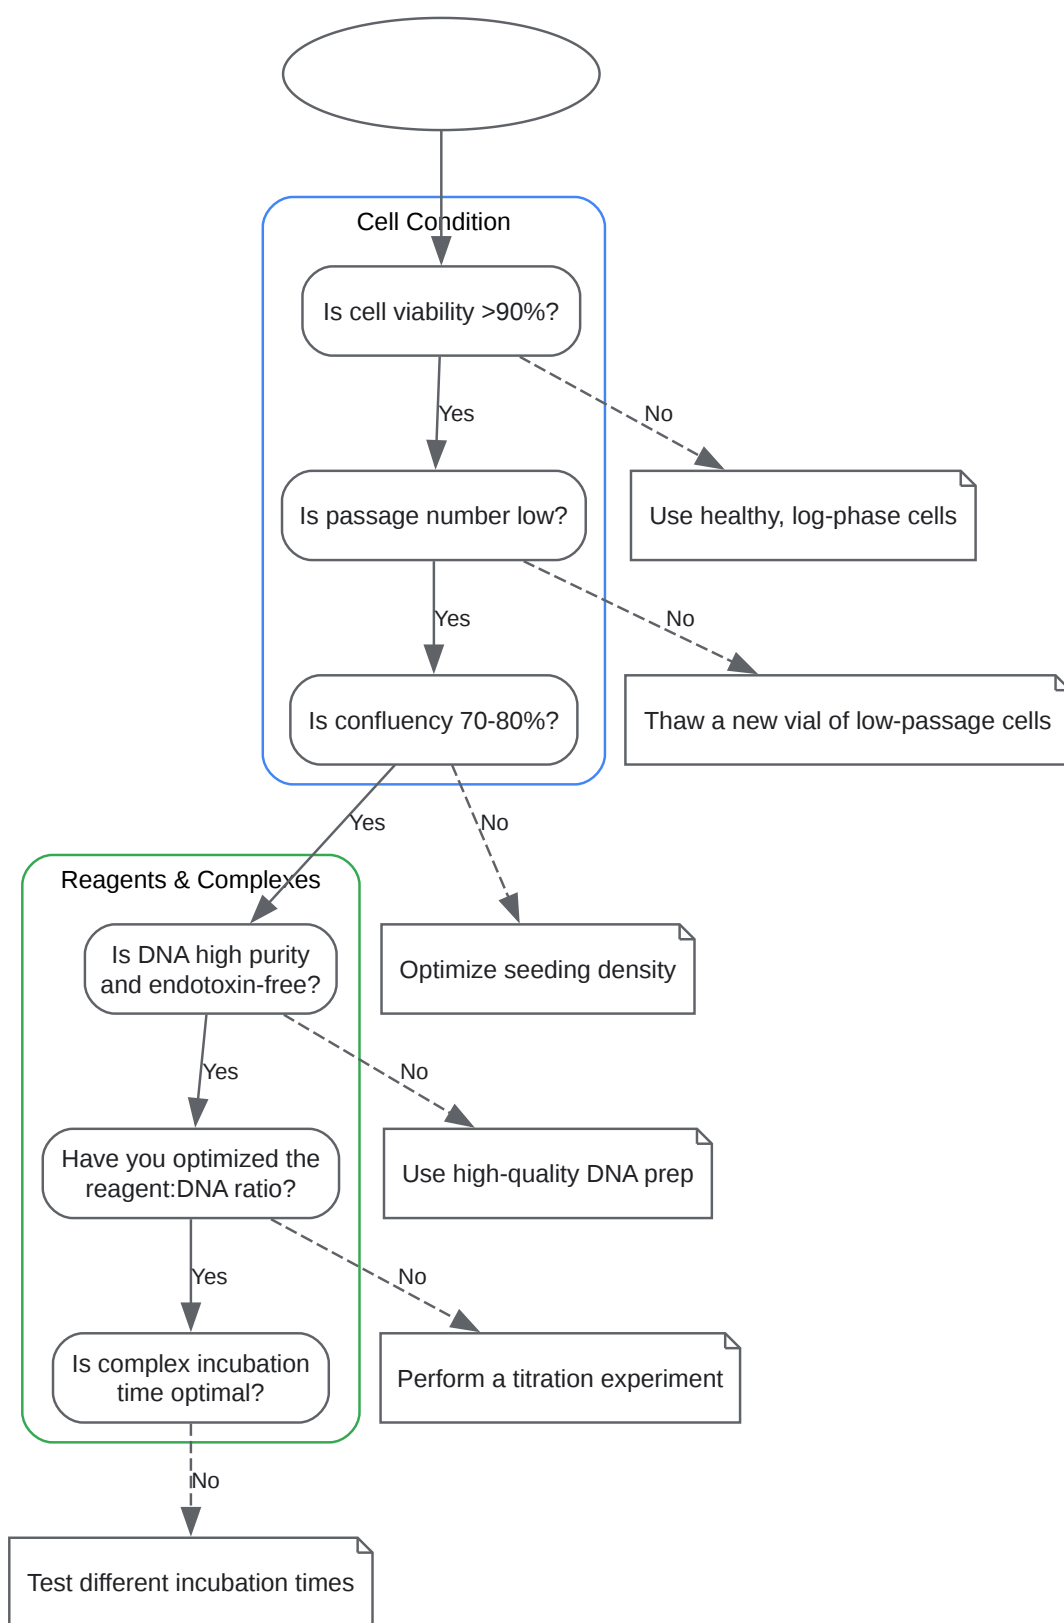 Cell Condition
Is cell viability >90%?
Yes
No
Is passage number low?
Use healthy, log-phase cells
Yes
No
Is confluency 70-80%?
Thaw a new vial of low-passage cells
Yes
No
Reagents & Complexes
Is DNA high purity
and endotoxin-free?
Optimize seeding density
Yes
No
Have you optimized the
reagent:DNA ratio?
Use high-quality DNA prep
Yes
No
Is complex incubation
time optimal?
Perform a titration experiment
No
Test different incubation times